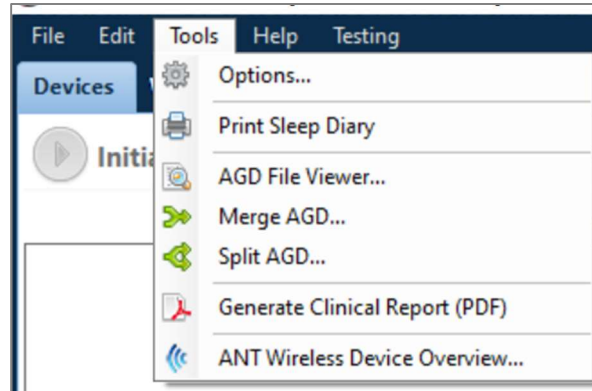 File Edit Tools Help Testing
Devices
Options...
Print Sleep Diary
Initia
AGD File Viewer...
Merge AGD...
Split AGD...
Generate Clinical Report (PDF)
ANT Wireless Device Overview...